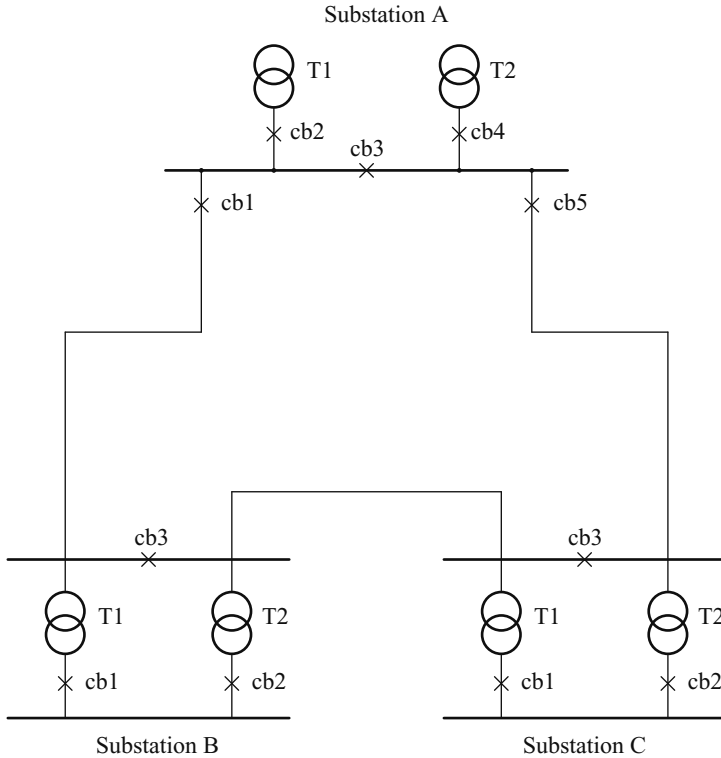 Substation A
T1
T2
cb2
cb4
cb3
cb1
cb5
cb3
cb3
T1
T2
T1
T2
cb1
cb2
cb1
cb2
Substation B
Substation C